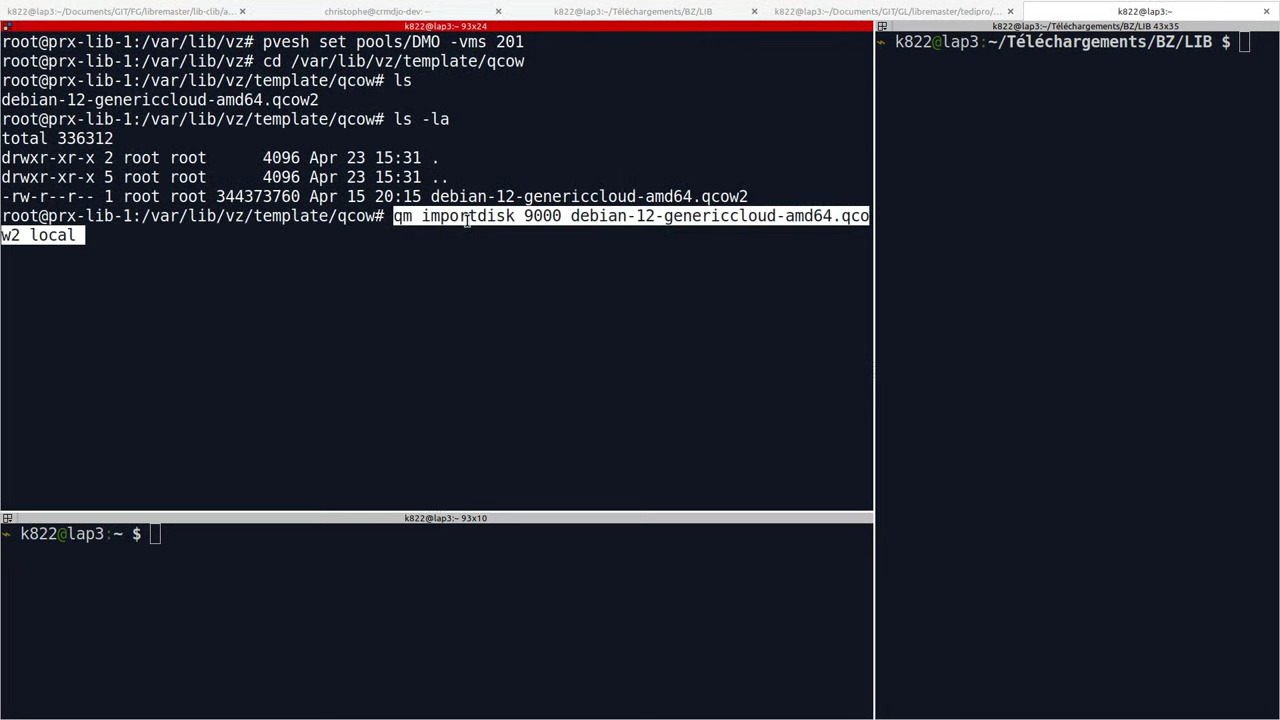 k822@lap3:~/Documents/GIT/FG/libremaster/lib-clib/a...
christophe@crmdjo-dev: ~
k822@lap3:~/Téléchargements/BZ/LIB
k822@lap3:~/Documents/GIT/GL/libremaster/tedipro/...
k822@lap3:~
k822@lap3:~ 93x24
root@prx-lib-1:/var/lib/vz# pvesh set pools/DMO -vms 201
root@prx-lib-1:/var/lib/vz# cd /var/lib/vz/template/qcow
root@prx-lib-1:/var/lib/vz/template/qcow# ls
debian-12-genericcloud-amd64.qcow2
root@prx-lib-1:/var/lib/vz/template/qcow# ls -la
total 336312
drwxr-xr-x 2 root root      4096 Apr 23 15:31 .
drwxr-xr-x 5 root root      4096 Apr 23 15:31 ..
-rw-r--r-- 1 root root 344373760 Apr 15 20:15 debian-12-genericcloud-amd64.qcow2
root@prx-lib-1:/var/lib/vz/template/qcow# qm importdisk 9000 debian-12-genericcloud-amd64.qco
w2 local
k822@lap3:~ 93x10
~ k822@lap3:~ $
k822@lap3:~/Téléchargements/BZ/LIB 43x35
~ k822@lap3:~/Téléchargements/BZ/LIB $